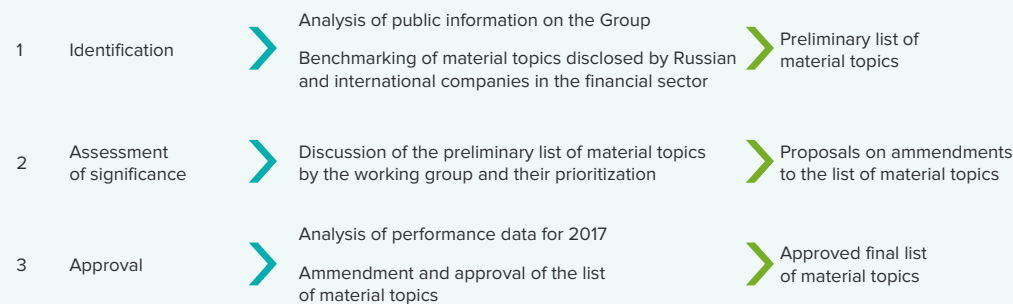 1
Identification
Analysis of public information on the Group
Benchmarking of material topics disclosed by Russian
and international companies in the financial sector
Preliminary list of
material topics
2
Assessment
of significance
Discussion of the preliminary list of material topics
by the working group and their prioritization
Proposals on ammendments
to the list of material topics
3
Approval
Analysis of performance data for 2017
Ammendment and approval of the list
of material topics
Approved final list
of material topics